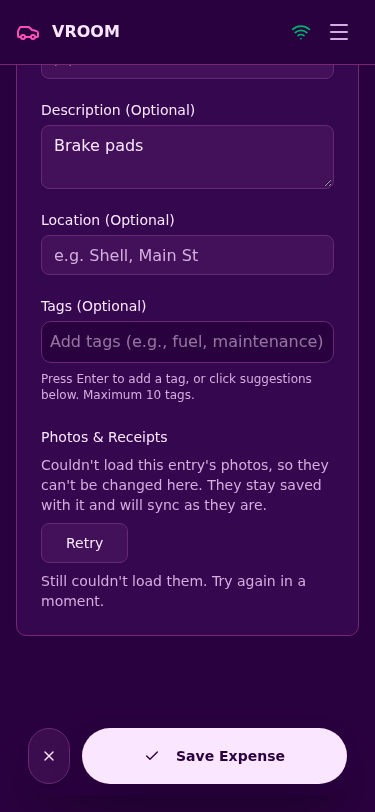 VROOM
Description (Optional)
Brake pads
Location (Optional)
e.g. Shell, Main St
Tags (Optional)
Add tags (e.g., fuel, maintenance)
Press Enter to add a tag, or click suggestions
below. Maximum 10 tags.
Photos & Receipts
Couldn't load this entry's photos, so they
can't be changed here. They stay saved
with it and will sync as they are.
Retry
Still couldn't load them. Try again in a
moment.
Save Expense